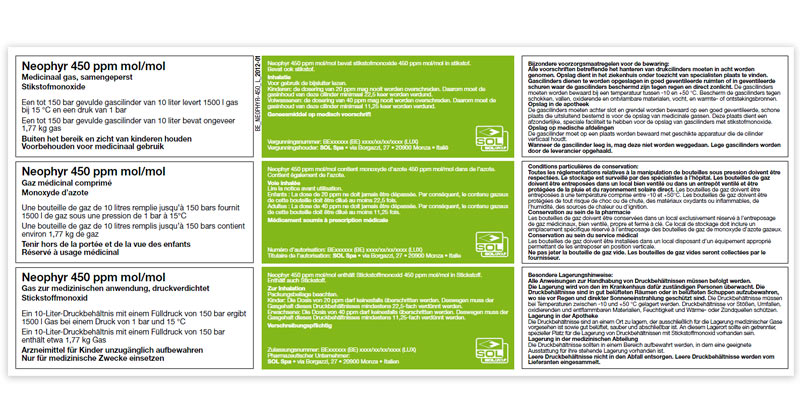 Neophyr 450 ppm mol/mol
Medicinaal gas, samengeperst
Stikstofmonoxide
Een tot 150 bar gevulde gascilinder van 10 liter levert 1500 l gas
bij 15 °C en een druk van 1 bar
Een tot 150 bar gevulde gascilinder van 10 liter bevat ongeveer
1,77 kg gas
Buiten het bereik en zicht van kinderen houden
Voorbehouden voor medicinaal gebruik
BE_NEOPHYR-450_L_2012-01
Neophyr 450 ppm mol/mol bevat stikstofmonoxide 450 ppm mol/mol in stikstof.
Bevat ook stikstof.
Inhalatie
Voor gebruik de bijsluiter lezen.
Kinderen: de dosering van 20 ppm mag nooit worden overschreden. Daarom moet de
gasinhoud van deze cilinder minimaal 22,5 keer worden verdund.
Volwassenen: de dosering van 40 ppm mag nooit worden overschreden. Daarom moet de
gasinhoud van deze cilinder minimaal 11,25 keer worden verdund.
Geneesmiddel op medisch voorschrift
Vergunningsnummer: BExxxxxx (BE) xxxx/xx/xx/xxxx (LUX)
Vergunninghouder: SOL Spa • via Borgazzi, 27 • 20900 Monza • Italië
SOL
Bijzondere voorzorgsmaatregelen voor de bewaring:
Alle voorschriften betreffende het hanteren van drukcilinders moeten in acht worden
genomen. Opslag dient in het ziekenhuis onder toezicht van specialisten plaats te vinden.
Gascilinders dienen te worden opgeslagen in goed geventileerde ruimten of in geventileerde
schuren waar de gascilinders beschermd zijn tegen regen en direct zonlicht. De gascilinders
moeten worden bewaard bij een temperatuur tussen -10 en +50 °C. Bescherm de gascilinders tegen
schokken, vallen, oxiderende en ontvlambare materialen, vocht, en warmte- of ontstekingsbronnen.
Opslag in de apotheek
De gascilinders moeten achter slot en grendel worden bewaard op een goed geventileerde, schone
plaats die uitsluitend bestemd is voor de opslag van medicinale gassen. Deze plaats dient een
afzonderlijke, speciale faciliteit te hebben voor de opslag van gascilinders met stikstofmonoxide.
Opslag op medische afdelingen
De gascilinder moet op een plaats worden bewaard met geschikte apparatuur die de cilinder
verticaal houdt.
Wanneer de gascilinder leeg is, mag deze niet worden weggedaan. Lege gascilinders worden
door de leverancier opgehaald.
Neophyr 450 ppm mol/mol
Gaz médicinal comprimé
Monoxyde d'azote
Une bouteille de gaz de 10 litres remplie jusqu'à 150 bars fournit
1500 l de gaz sous une pression de 1 bar à 15°C
Une bouteille de gaz de 10 litres remplis jusqu'à 150 bars contient
environ 1,77 kg de gaz
Tenir hors de la portée et de la vue des enfants
Réservé à usage médicinal
Neophyr 450 ppm mol/mol contient monoxyde d'azote 450 ppm mol/mol dans de l'azote.
Contient également de l'azote.
Voie inhalée
Lire la notice avant utilisation.
Enfants : La dose de 20 ppm ne doit jamais être dépassée. Par conséquent, le contenu gazeux
de cette bouteille doit être dilué au moins 22,5 fois.
Adultes : La dose de 40 ppm ne doit jamais être dépassée. Par conséquent, le contenu gazeux
de cette bouteille doit être dilué au moins 11,25 fois.
Médicament soumis à prescription médicale
Numéro d'autorisation: BExxxxxx (BE) xxxx/xx/xx/xxxx (LUX)
Titulaire de l'autorisation: SOL Spa • via Borgazzi, 27 • 20900 Monza • Italie
SOL
Conditions particulières de conservation:
Toutes les réglementations relatives à la manipulation de bouteilles sous pression doivent être
respectées. Le stockage est surveillé par des spécialistes à l'hôpital. Les bouteilles de gaz
doivent être entreposées dans un local bien ventilé ou dans un entrepôt ventilé et être
protégées de la pluie et du rayonnement solaire direct. Les bouteilles de gaz doivent être
entreposées à une température comprise entre -10 et +50°C. Les bouteilles de gaz doivent être
protégées de tout risque de choc ou de chute, des matériaux oxydants ou inflammables, de
l'humidité, des sources de chaleur ou d'ignition.
Conservation au sein de la pharmacie
Les bouteilles de gaz doivent être conservées dans un local exclusivement réservé à l'entreposage
de gaz médicinaux, bien ventilé, propre et fermé à clé. Ce local de stockage doit inclure un
emplacement spécifique réservé à l'entreposage des bouteilles de gaz de monoxyde d'azote gazeux.
Conservation au sein du service médical
Les bouteilles de gaz doivent être installées dans un local disposant d'un équipement approprié
permettant de les entreposer en position verticale.
Ne pas jeter la bouteille de gaz vide. Les bouteilles de gaz vides seront collectées par le
fournisseur.
Neophyr 450 ppm mol/mol
Gas zur medizinischen anwendung, druckverdichtet
Stickstoffmonoxid
Ein 10-Liter-Druckbehältnis mit einem Fülldruck von 150 bar ergibt
1500 l Gas bei einem Druck von 1 bar und 15 °C
Ein 10-Liter-Druckbehältnis mit einem Fülldruck von 150 bar
enthält etwa 1,77 kg Gas
Arzneimittel für Kinder unzugänglich aufbewahren
Nur für medizinische Zwecke einsetzen
Neophyr 450 ppm mol/mol enthält Stickstoffmonoxid 450 ppm mol/mol in Stickstoff.
Enthält auch Stickstoff.
Zur Inhalation
Packungsbeilage beachten.
Kinder: Die Dosis von 20 ppm darf keinesfalls überschritten werden. Deswegen muss der
Gasgehalt dieses Druckbehältnisses mindestens 22,5-fach verdünnt werden.
Erwachsene: Die Dosis von 40 ppm darf keinesfalls überschritten werden. Deswegen muss der
Gasgehalt dieses Druckbehältnisses mindestens 11,25-fach verdünnt werden.
Verschreibungspflichtig
Zulassungsnummer: BExxxxxx (BE) xxxx/xx/xx/xxxx (LUX)
Pharmazeutischer Unternehmer:
SOL Spa • via Borgazzi, 27 • 20900 Monza • Italien
SOL
Besondere Lagerungshinweise:
Alle Anweisungen zur Handhabung von Druckbehältnissen müssen befolgt werden.
Die Lagerung wird von den im Krankenhaus dafür zuständigen Personen überwacht. Die
Druckbehältnisse sind in gut belüfteten Räumen oder in belüfteten Schuppen aufzubewahren,
wo sie vor Regen und direkter Sonneneinstrahlung geschützt sind. Die Druckbehältnisse müssen
bei Temperaturen zwischen -10 und +50 °C gelagert werden. Druckbehältnisse vor Stößen, Umfallen,
oxidierenden und entflammbaren Materialien, Feuchtigkeit und Wärme- oder Zündquellen schützen.
Lagerung in der Apotheke
Die Druckbehältnisse sind an einem Ort zu lagern, der ausschließlich für die Lagerung medizinischer Gase
vorgesehen ist sowie gut belüftet, sauber und abschließbar ist. An diesem Lagerort sollte ein getrennter,
spezieller Platz für die Lagerung von Druckbehältnissen mit Stickstoffmonoxid vorhanden sein.
Lagerung in der medizinischen Abteilung
Die Druckbehältnisse sollten in einem Bereich aufbewahrt werden, in dem eine geeignete
Ausstattung für ihre stehende Lagerung vorhanden ist.
Leere Druckbehältnisse nicht in den Abfall entsorgen. Leere Druckbehältnisse werden vom
Lieferanten eingesammelt.